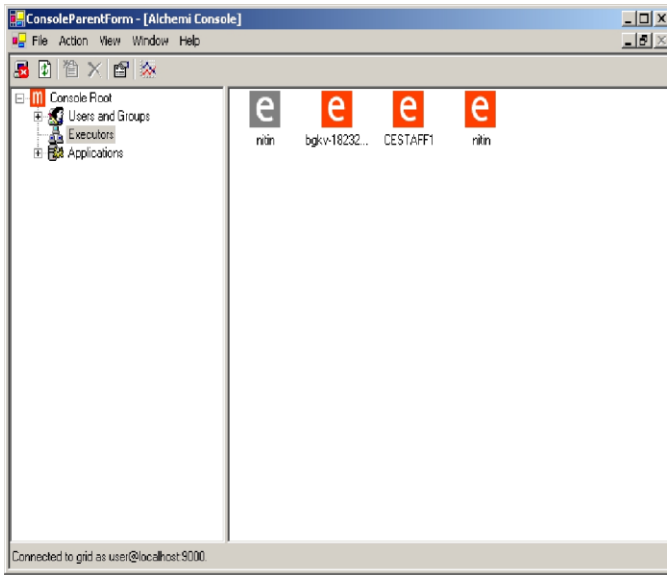 ConsoleParentForm - [Alchemi Console]
File Action View Window Help
m Console Root
Users and Groups
Executors
Applications
e e e e
nitin bgkv-18232... CESTAFF1 nitin
Connected to grid as user@localhost:9000.